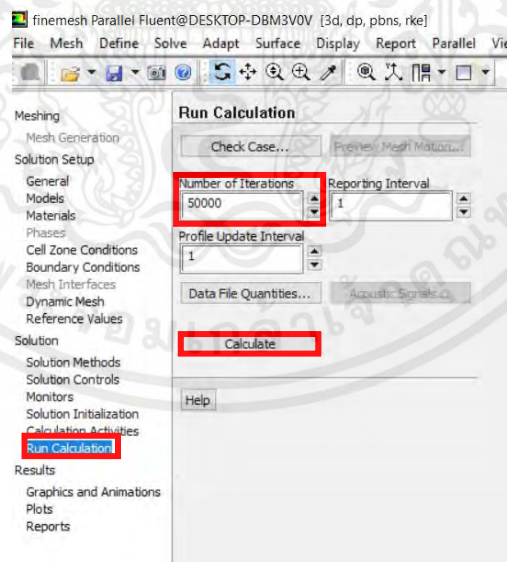 finemesh Parallel Fluent@DESKTOP-DBM3V0V [3d, dp, pbns, rke]
File Mesh Define Solve Adapt Surface Display Report Parallel Vie
Meshing
Mesh Generation
Solution Setup
General
Models
Materials
Phases
Cell Zone Conditions
Boundary Conditions
Mesh Interfaces
Dynamic Mesh
Reference Values
Solution
Solution Methods
Solution Controls
Monitors
Solution Initialization
Calculation Activities
Run Calculation
Results
Graphics and Animations
Plots
Reports
Run Calculation
Check Case... Preview Mesh Motion...
Number of Iterations Reporting Interval
50000 1
Profile Update Interval
1
Data File Quantities... Acoustic Signals...
Calculate
Help